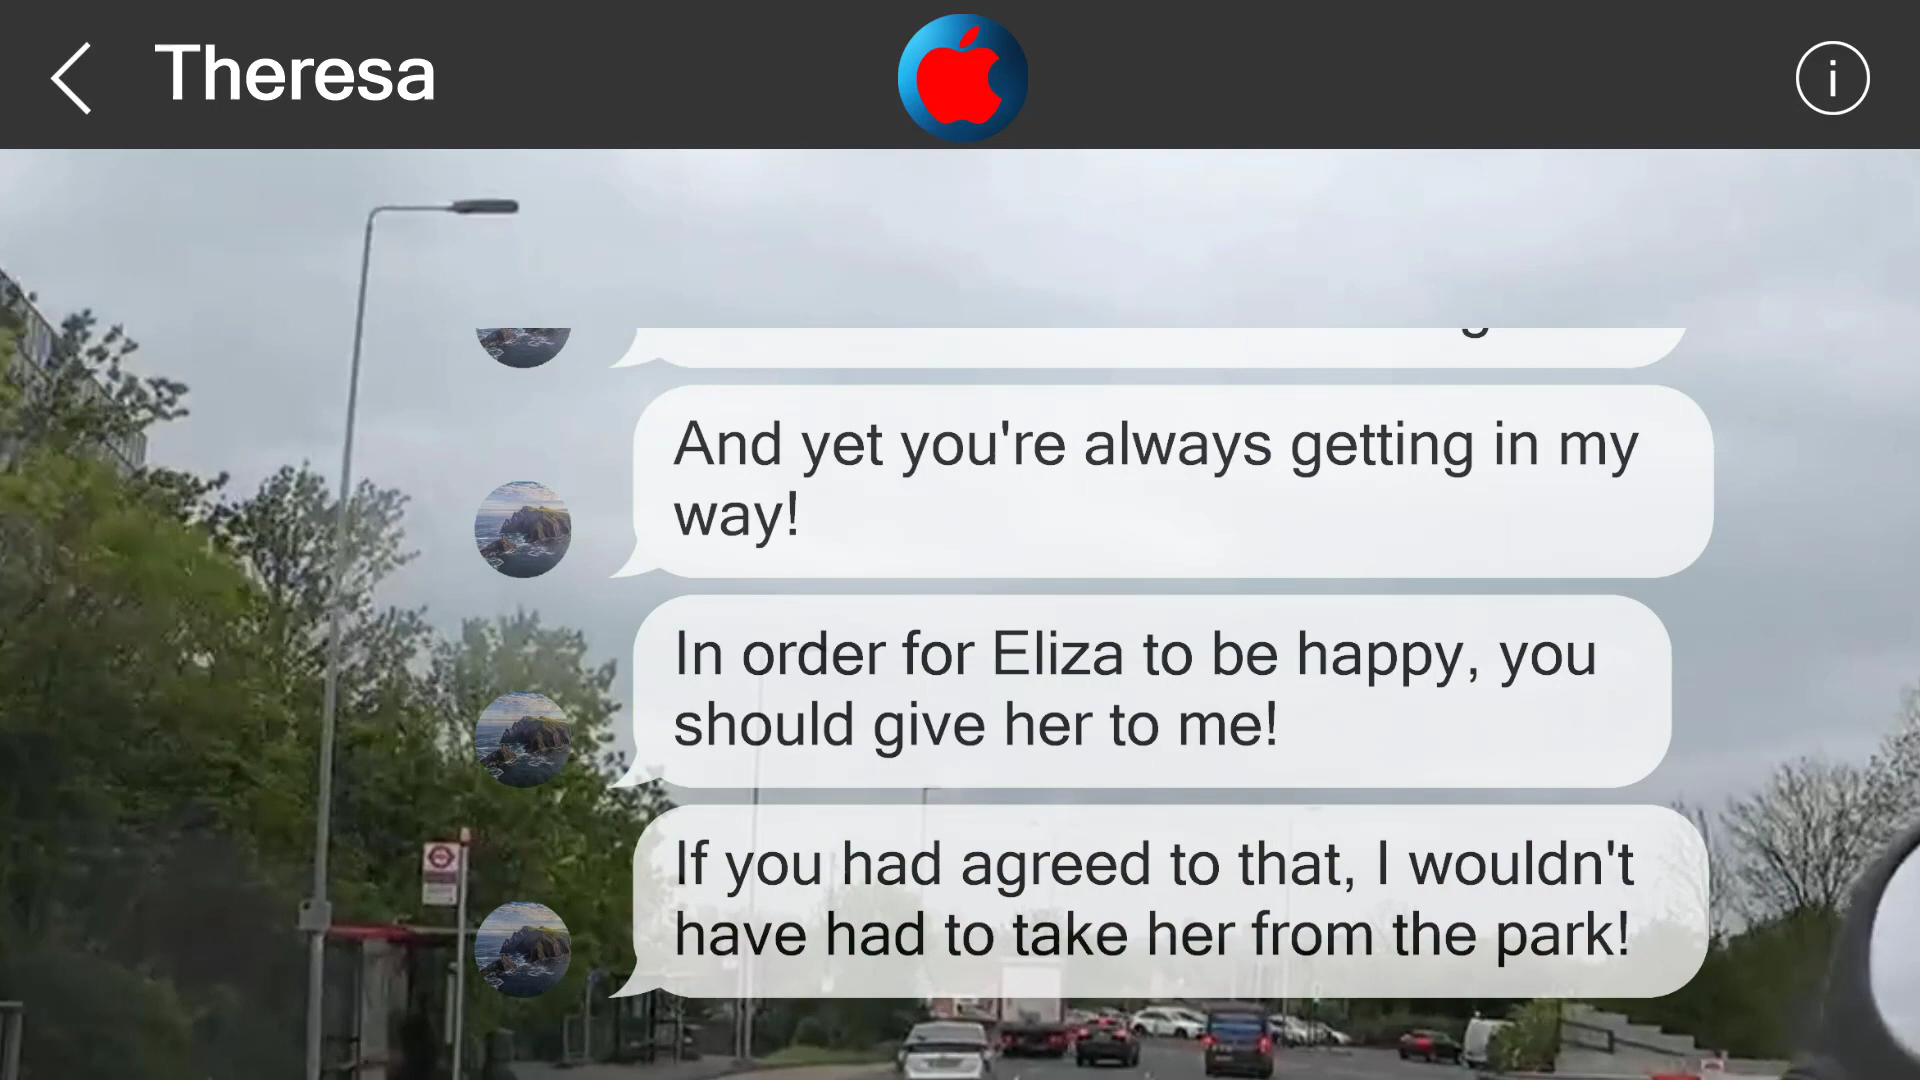 Theresa
i
And yet you're always getting in my
way!
In order for Eliza to be happy, you
should give her to me!
If you had agreed to that, I wouldn't
have had to take her from the park!